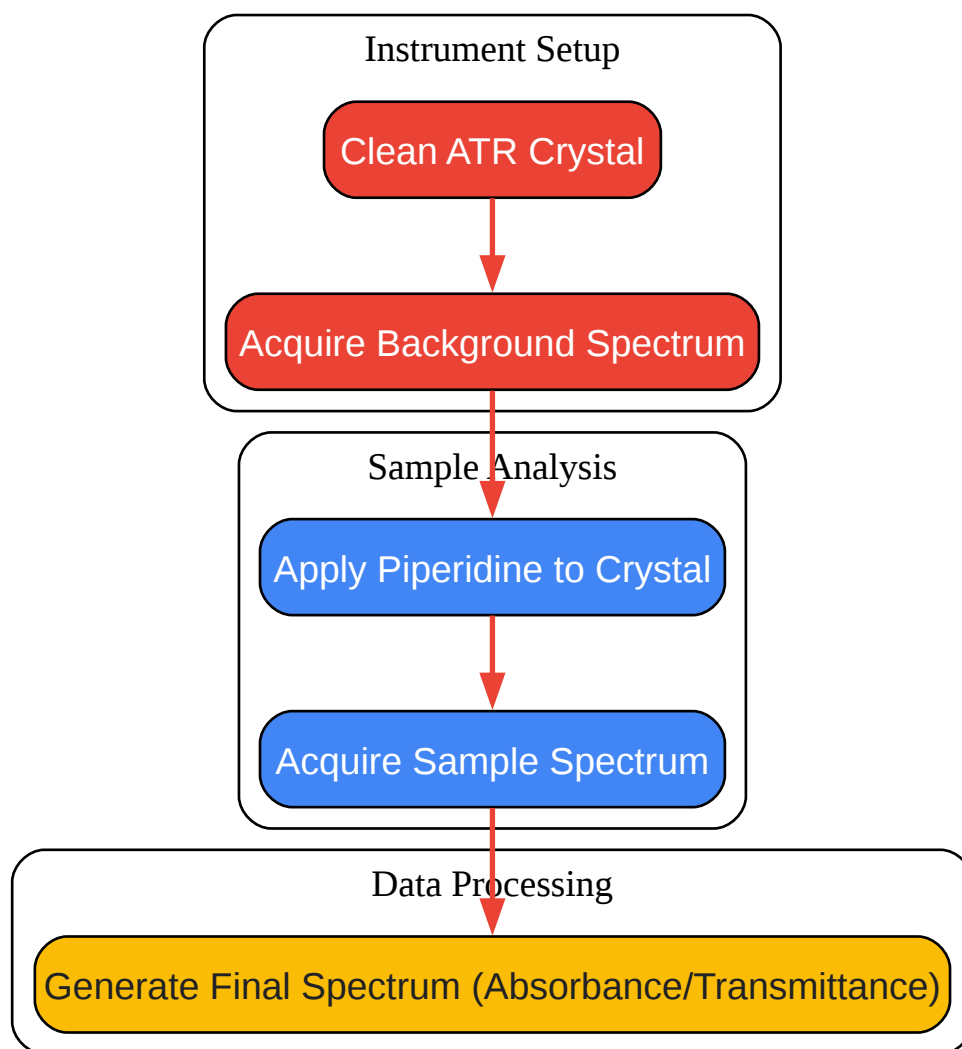 Instrument Setup
Clean ATR Crystal
Acquire Background Spectrum
Sample Analysis
Apply Piperidine to Crystal
Acquire Sample Spectrum
Data Processing
Generate Final Spectrum (Absorbance/Transmittance)